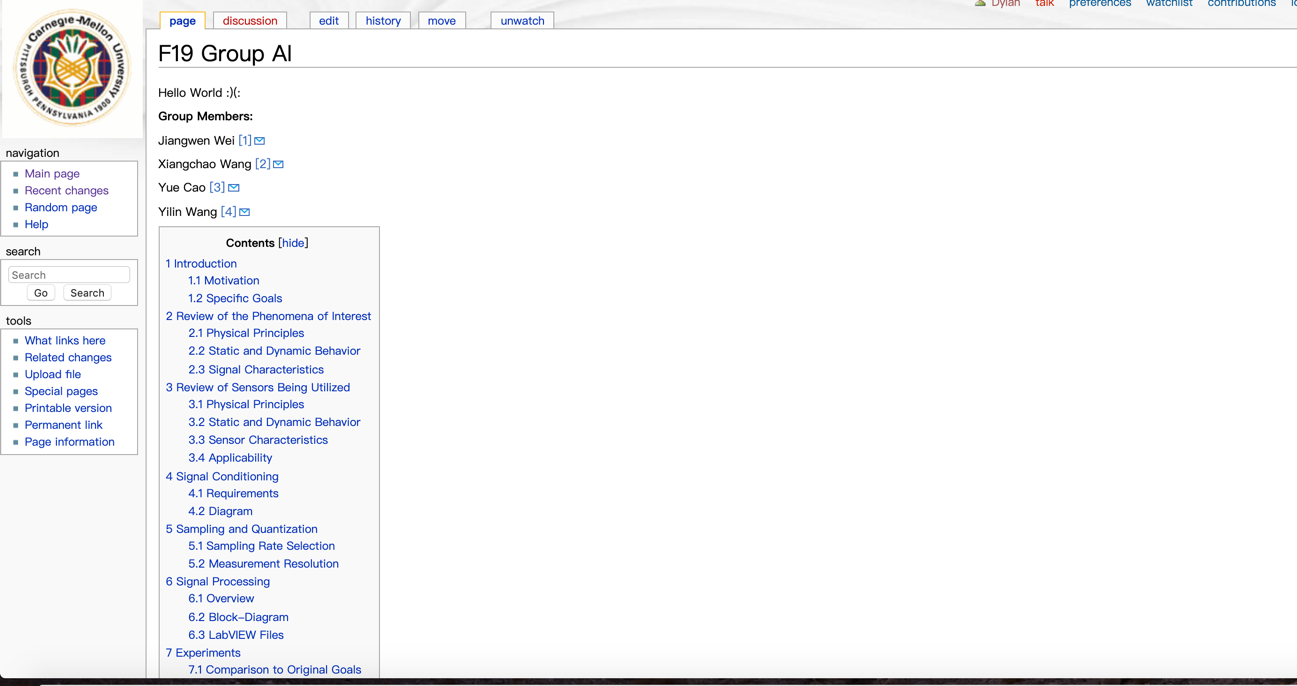 Dylan talk preferences watchlist contributions
page discussion edit history move unwatch
Carnegie-Mellon University
PITTSBURGH PENNSYLVANIA 1900
F19 Group AI
Hello World :)(:
Group Members:
Jiangwen Wei [1]
Xiangchao Wang [2]
Yue Cao [3]
Yilin Wang [4]
navigation
Main page
Recent changes
Random page
Help
search
Search
Go Search
tools
What links here
Related changes
Upload file
Special pages
Printable version
Permanent link
Page information
Contents [hide]
1 Introduction
1.1 Motivation
1.2 Specific Goals
2 Review of the Phenomena of Interest
2.1 Physical Principles
2.2 Static and Dynamic Behavior
2.3 Signal Characteristics
3 Review of Sensors Being Utilized
3.1 Physical Principles
3.2 Static and Dynamic Behavior
3.3 Sensor Characteristics
3.4 Applicability
4 Signal Conditioning
4.1 Requirements
4.2 Diagram
5 Sampling and Quantization
5.1 Sampling Rate Selection
5.2 Measurement Resolution
6 Signal Processing
6.1 Overview
6.2 Block-Diagram
6.3 LabVIEW Files
7 Experiments
7.1 Comparison to Original Goals